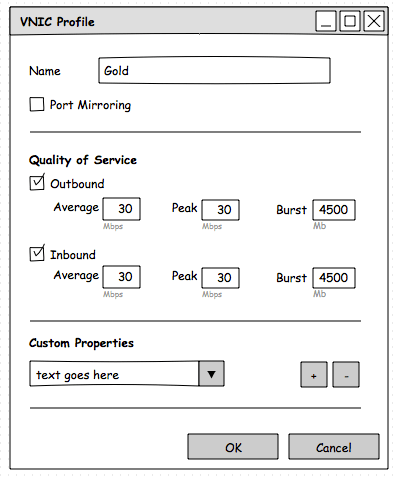 VNIC Profile
Name Gold
Port Mirroring
Quality of Service
Outbound
Average 30 Peak 30 Burst 4500
Mbps Mbps Mb
Inbound
Average 30 Peak 30 Burst 4500
Mbps Mbps Mb
Custom Properties
text goes here + -
OK Cancel